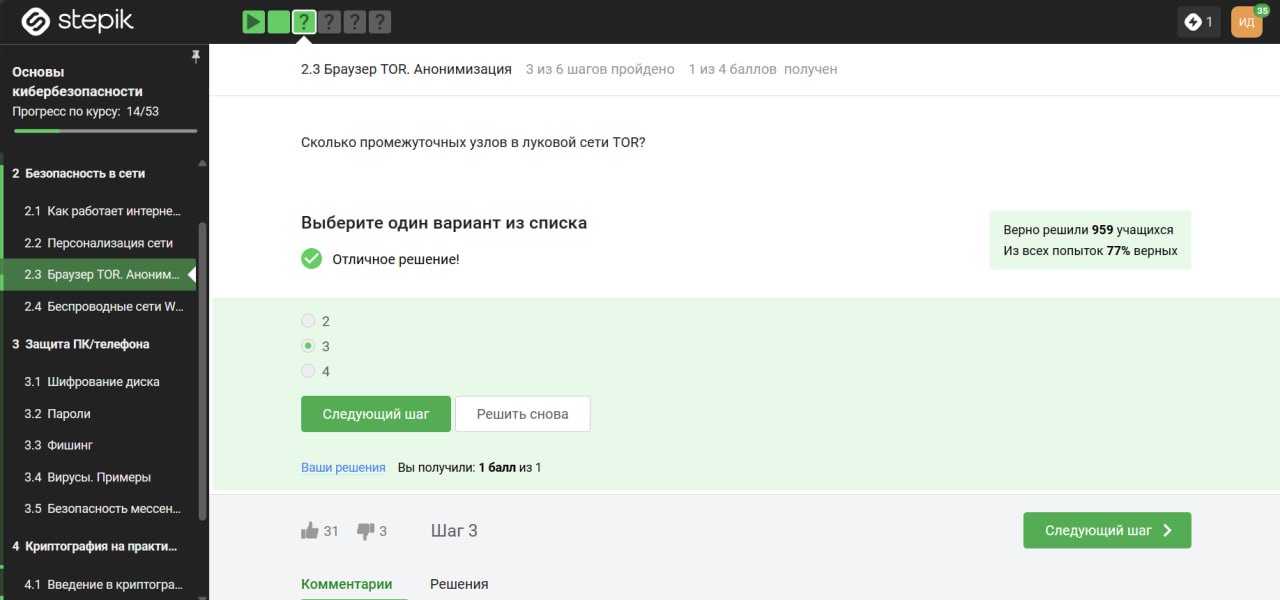 stepik
? ? ? ?
1
ИД
35
Основы
кибербезопасности
Прогресс по курсу: 14/53
2 Безопасность в сети
2.1 Как работает интерне...
2.2 Персонализация сети
2.3 Браузер TOR. Аноним...
2.4 Беспроводные сети W...
3 Защита ПК/телефона
3.1 Шифрование диска
3.2 Пароли
3.3 Фишинг
3.4 Вирусы. Примеры
3.5 Безопасность мессен...
4 Криптография на практи...
4.1 Введение в криптогра...
2.3 Браузер TOR. Анонимизация 3 из 6 шагов пройдено 1 из 4 баллов получен
Сколько промежуточных узлов в луковой сети TOR?
Выберите один вариант из списка
Отличное решение!
Верно решили 959 учащихся
Из всех попыток 77% верных
2
3
4
Следующий шаг Решить снова
Ваши решения Вы получили: 1 балл из 1
31 3 Шаг 3
Следующий шаг
Комментарии Решения